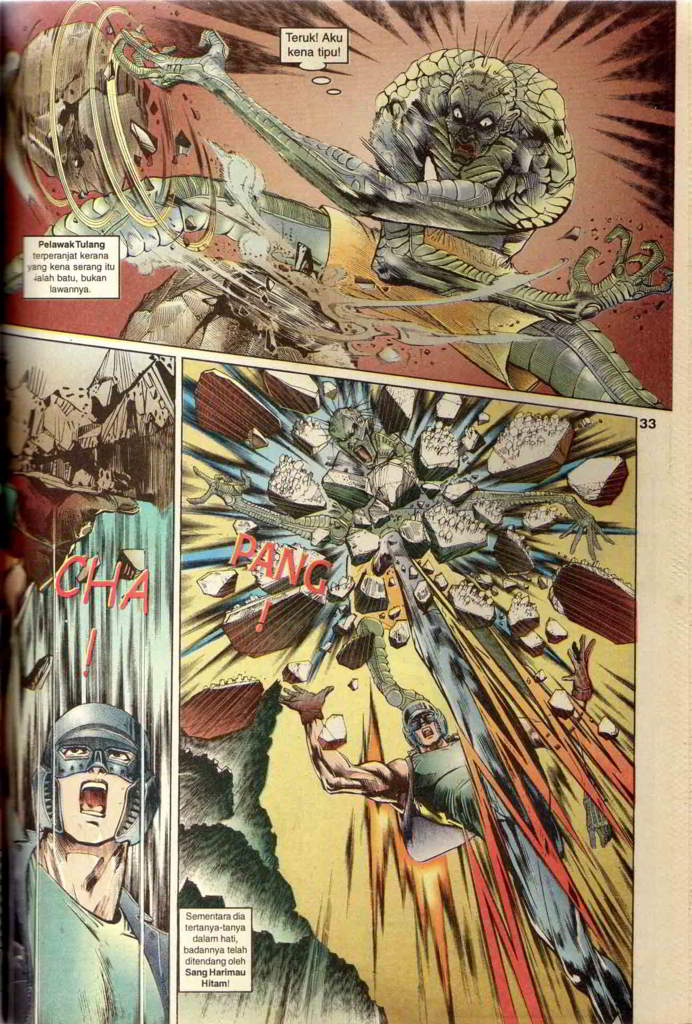 Teruk! Aku
kena tipu!
Pelawak Tulang
terperanjat kerana
yang kena serang itu
ialah batu, bukan
lawannya.
33
CHA
!
PANG
!
Sementara dia
tertanya-tanya
dalam hati,
badannya telah
ditendang oleh
Sang Harimau
Hitam!